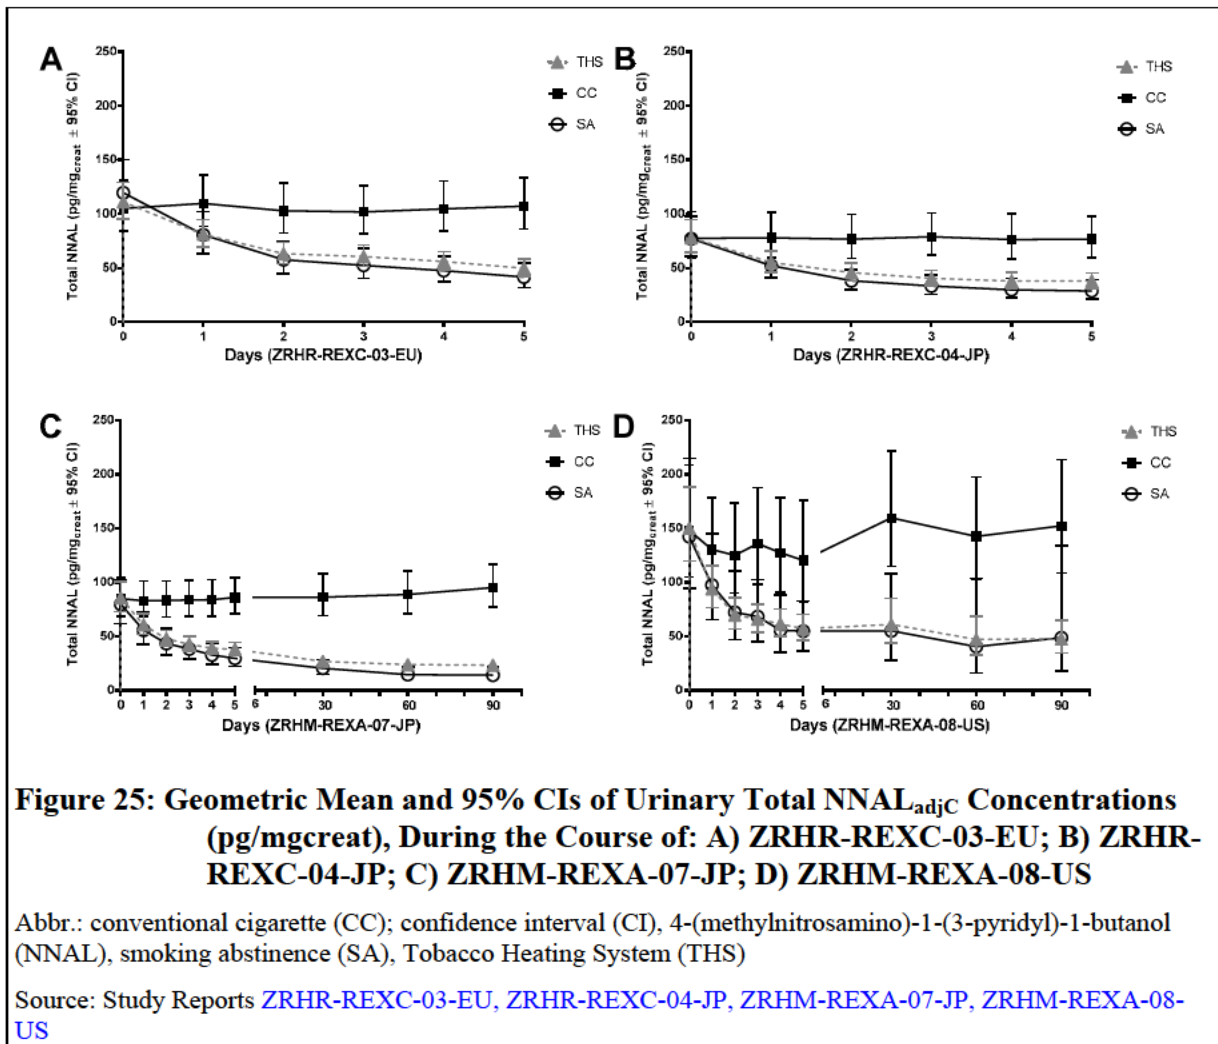 A
250
200
150
100
50
0
Total NNAL (pg/mgcreat ± 95% CI)
0 1 2 3 4 5
Days (ZRHR-REXC-03-EU)
THS
CC
SA
B
250
200
150
100
50
0
Total NNAL (pg/mgcreat ± 95% CI)
0 1 2 3 4 5
Days (ZRHR-REXC-04-JP)
THS
CC
SA
C
250
200
150
100
50
0
Total NNAL (pg/mgcreat ± 95% CI)
0 1 2 3 4 5 6 30 60 90
Days (ZRHM-REXA-07-JP)
THS
CC
SA
D
250
200
150
100
50
0
Total NNAL (pg/mgcreat ± 95% CI)
0 1 2 3 4 5 6 30 60 90
Days (ZRHM-REXA-08-US)
THS
CC
SA
Figure 25: Geometric Mean and 95% CIs of Urinary Total NNALadjC Concentrations
(pg/mgcreat), During the Course of: A) ZRHR-REXC-03-EU; B) ZRHR-
REXC-04-JP; C) ZRHM-REXA-07-JP; D) ZRHM-REXA-08-US
Abbr.: conventional cigarette (CC); confidence interval (CI), 4-(methylnitrosamino)-1-(3-pyridyl)-1-butanol
(NNAL), smoking abstinence (SA), Tobacco Heating System (THS)
Source: Study Reports ZRHR-REXC-03-EU, ZRHR-REXC-04-JP, ZRHM-REXA-07-JP, ZRHM-REXA-08-
US